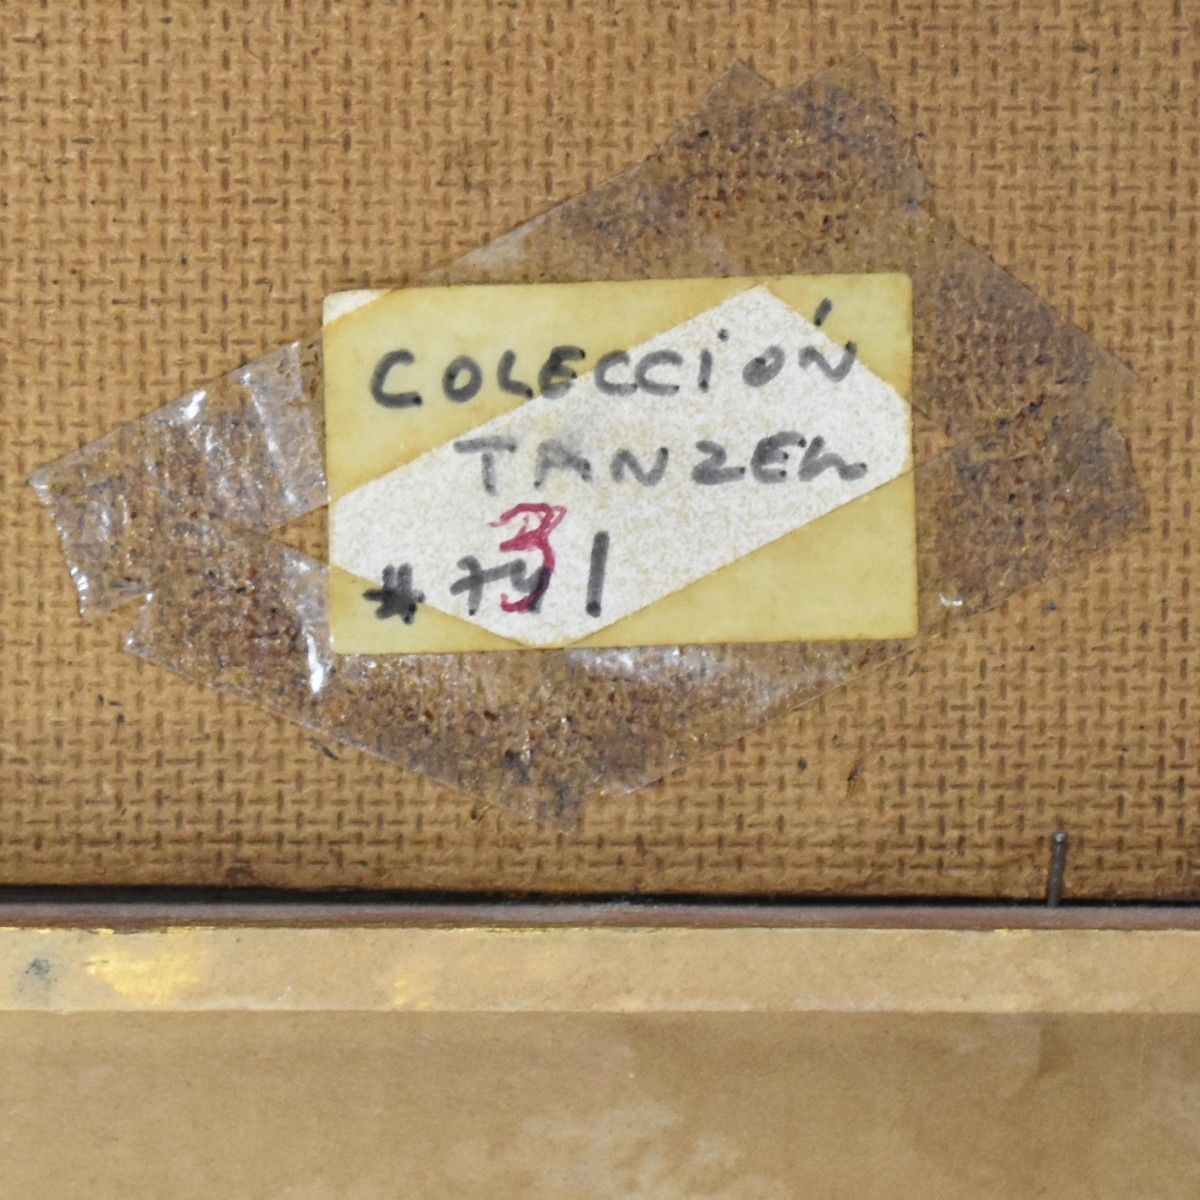 COLECCIÓN
TANZER
# 731